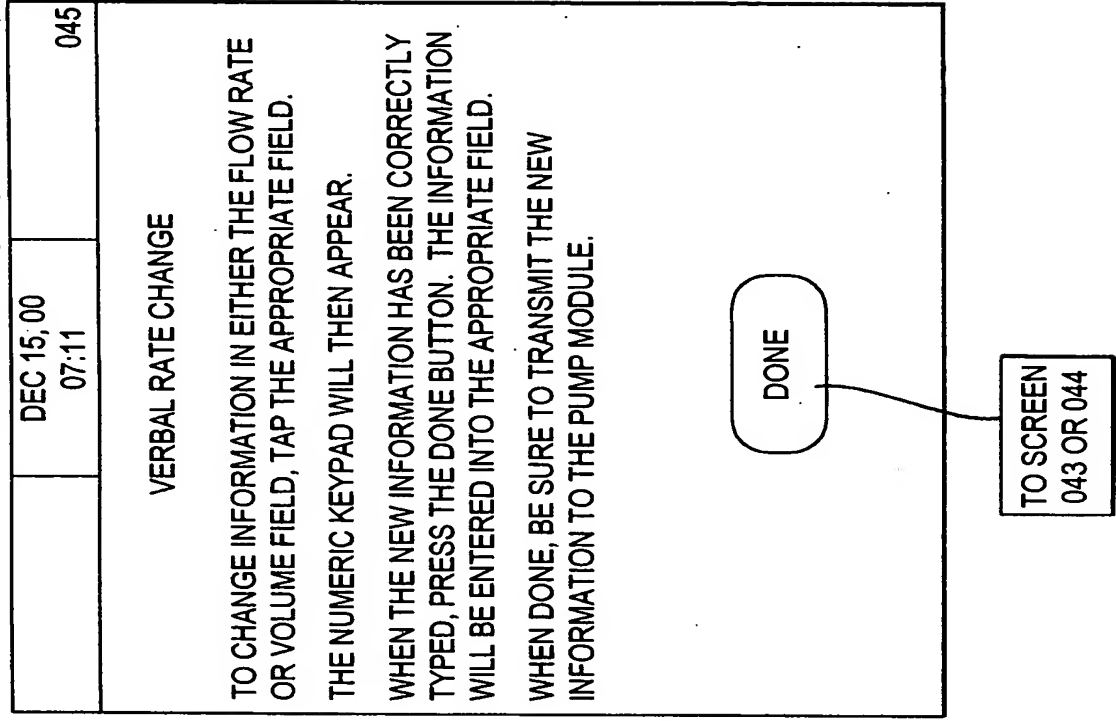 DEC 15, 00
07:11
045
VERBAL RATE CHANGE
TO CHANGE INFORMATION IN EITHER THE FLOW RATE
OR VOLUME FIELD, TAP THE APPROPRIATE FIELD.
THE NUMERIC KEYPAD WILL THEN APPEAR.
WHEN THE NEW INFORMATION HAS BEEN CORRECTLY
TYPED, PRESS THE DONE BUTTON. THE INFORMATION
WILL BE ENTERED INTO THE APPROPRIATE FIELD.
WHEN DONE, BE SURE TO TRANSMIT THE NEW
INFORMATION TO THE PUMP MODULE.
DONE
TO SCREEN
043 OR 044